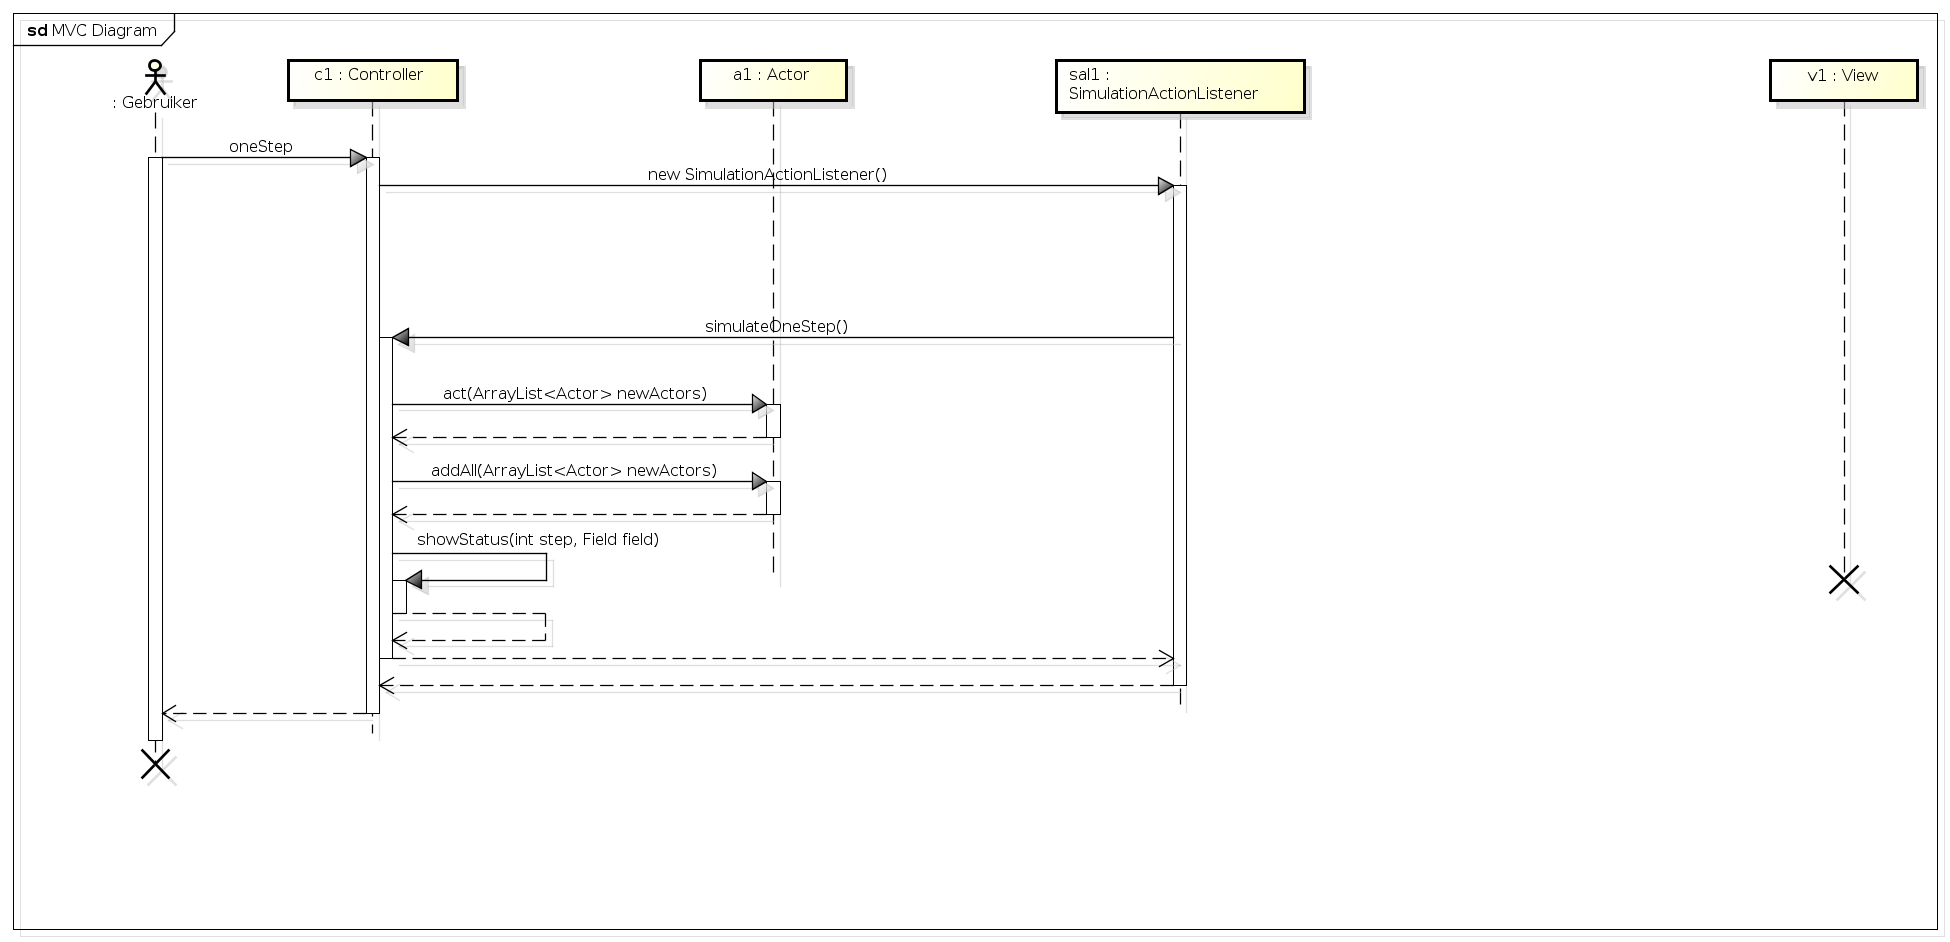 sd MVC Diagram
: Gebruiker
c1 : Controller
a1 : Actor
sal1 :
SimulationActionListener
v1 : View
oneStep
new SimulationActionListener()
simulateOneStep()
act(ArrayList<Actor> newActors)
addAll(ArrayList<Actor> newActors)
showStatus(int step, Field field)